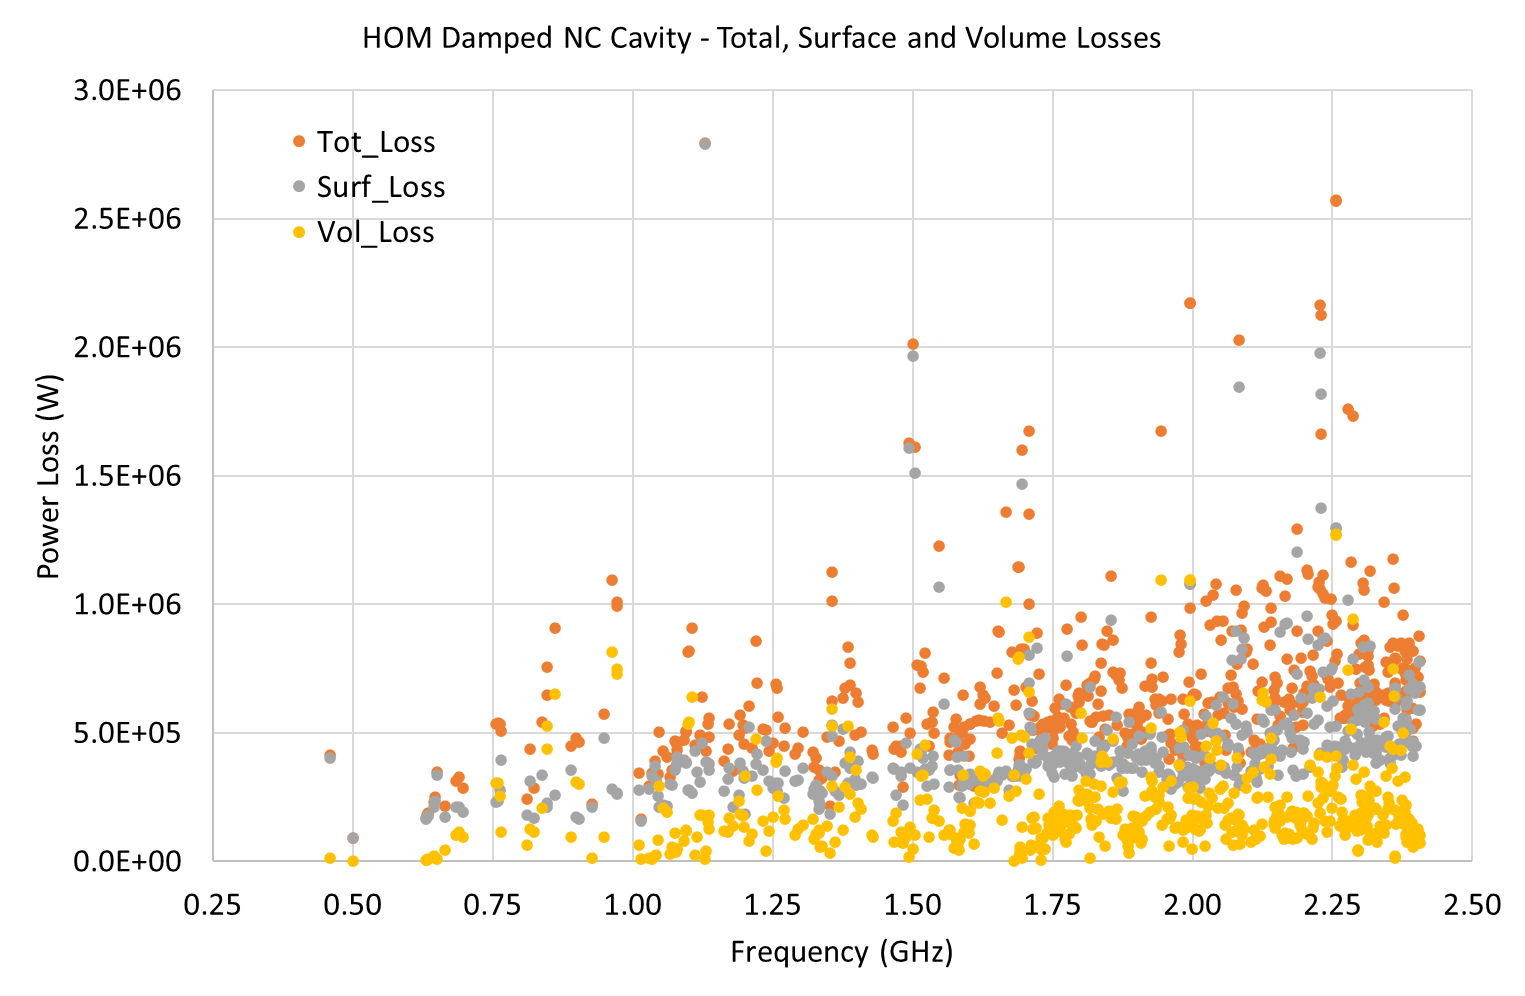 HOM Damped NC Cavity - Total, Surface and Volume Losses
3.0E+06
2.5E+06
2.0E+06
1.5E+06
1.0E+06
5.0E+05
0.0E+00
Power Loss (W)
Tot_Loss
Surf_Loss
Vol_Loss
0.25 0.50 0.75 1.00 1.25 1.50 1.75 2.00 2.25 2.50
Frequency (GHz)